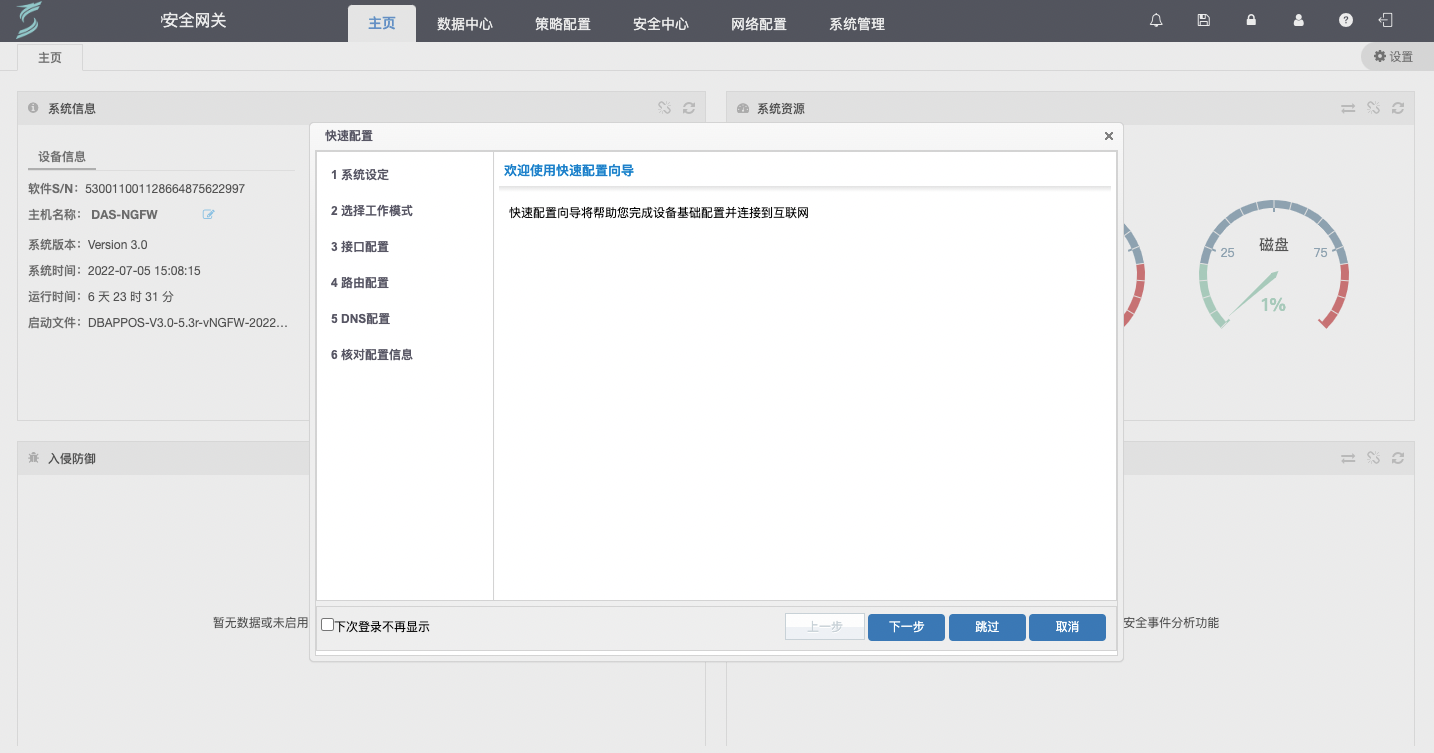 安全网关
主页
数据中心
策略配置
安全中心
网络配置
系统管理
主页
设置
系统信息
系统资源
设备信息
软件S/N: 530011001128664875622997
主机名称: DAS-NGFW
系统版本: Version 3.0
系统时间: 2022-07-05 15:08:15
运行时间: 6 天 23 时 31 分
启动文件: DBAPPOS-V3.0-5.3r-vNGFW-2022...
磁盘
25
75
1%
快速配置
1 系统设定
2 选择工作模式
3 接口配置
4 路由配置
5 DNS配置
6 核对配置信息
欢迎使用快速配置向导
快速配置向导将帮助您完成设备基础配置并连接到互联网
下次登录不再显示
上一步
下一步
跳过
取消
入侵防御
暂无数据或未启用
安全事件分析功能